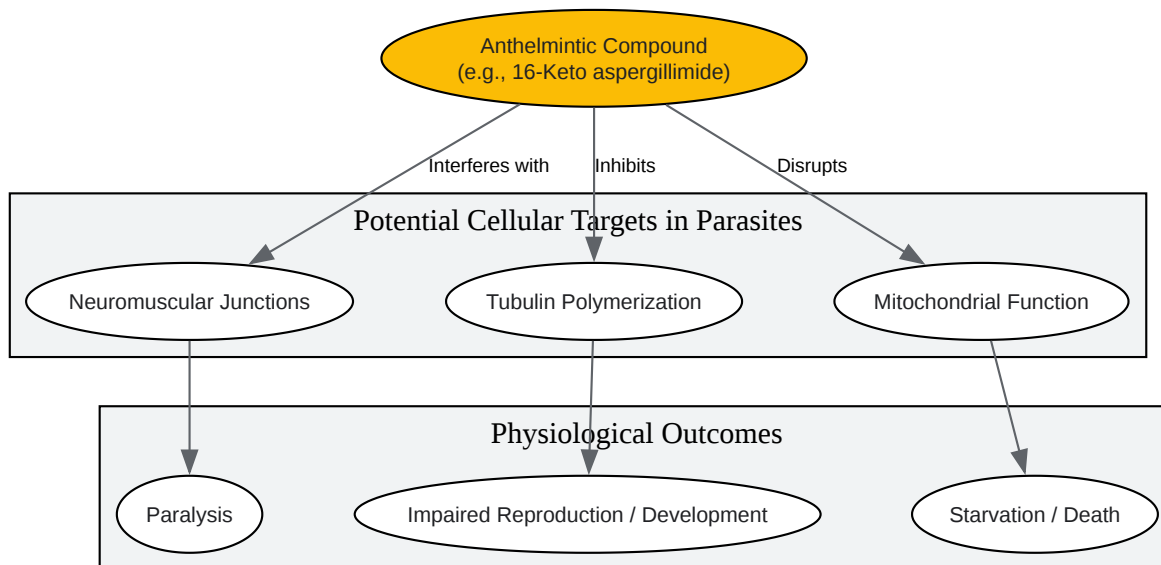 Anthelmintic Compound
(e.g., 16-Keto aspergillimide)
Interferes with
Inhibits
Disrupts
Potential Cellular Targets in Parasites
Neuromuscular Junctions
Tubulin Polymerization
Mitochondrial Function
Physiological Outcomes
Paralysis
Impaired Reproduction / Development
Starvation / Death